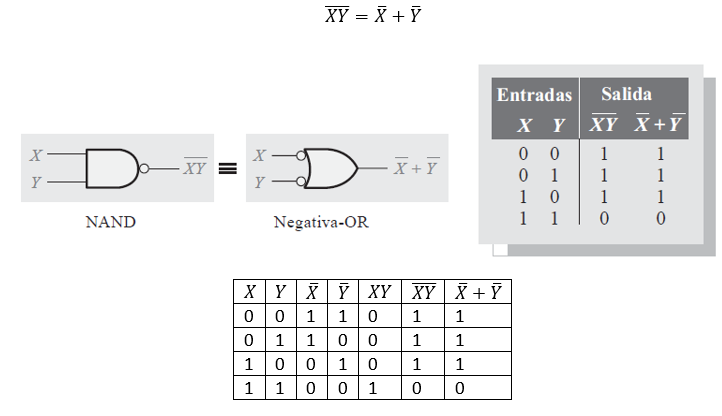 $\overline{XY} = \bar{X} + \bar{Y}$
X
Y
$\overline{XY}$
≡
X
Y
$\bar{X} + \bar{Y}$
NAND
Negativa-OR
Entradas Salida
X Y $\overline{XY}$ $\bar{X} + \bar{Y}$
0 0 1 1
0 1 1 1
1 0 1 1
1 1 0 0
X Y $\bar{X}$ $\bar{Y}$ XY $\overline{XY}$ $\bar{X} + \bar{Y}$
0 0 1 1 0 1 1
0 1 1 0 0 1 1
1 0 0 1 0 1 1
1 1 0 0 1 0 0